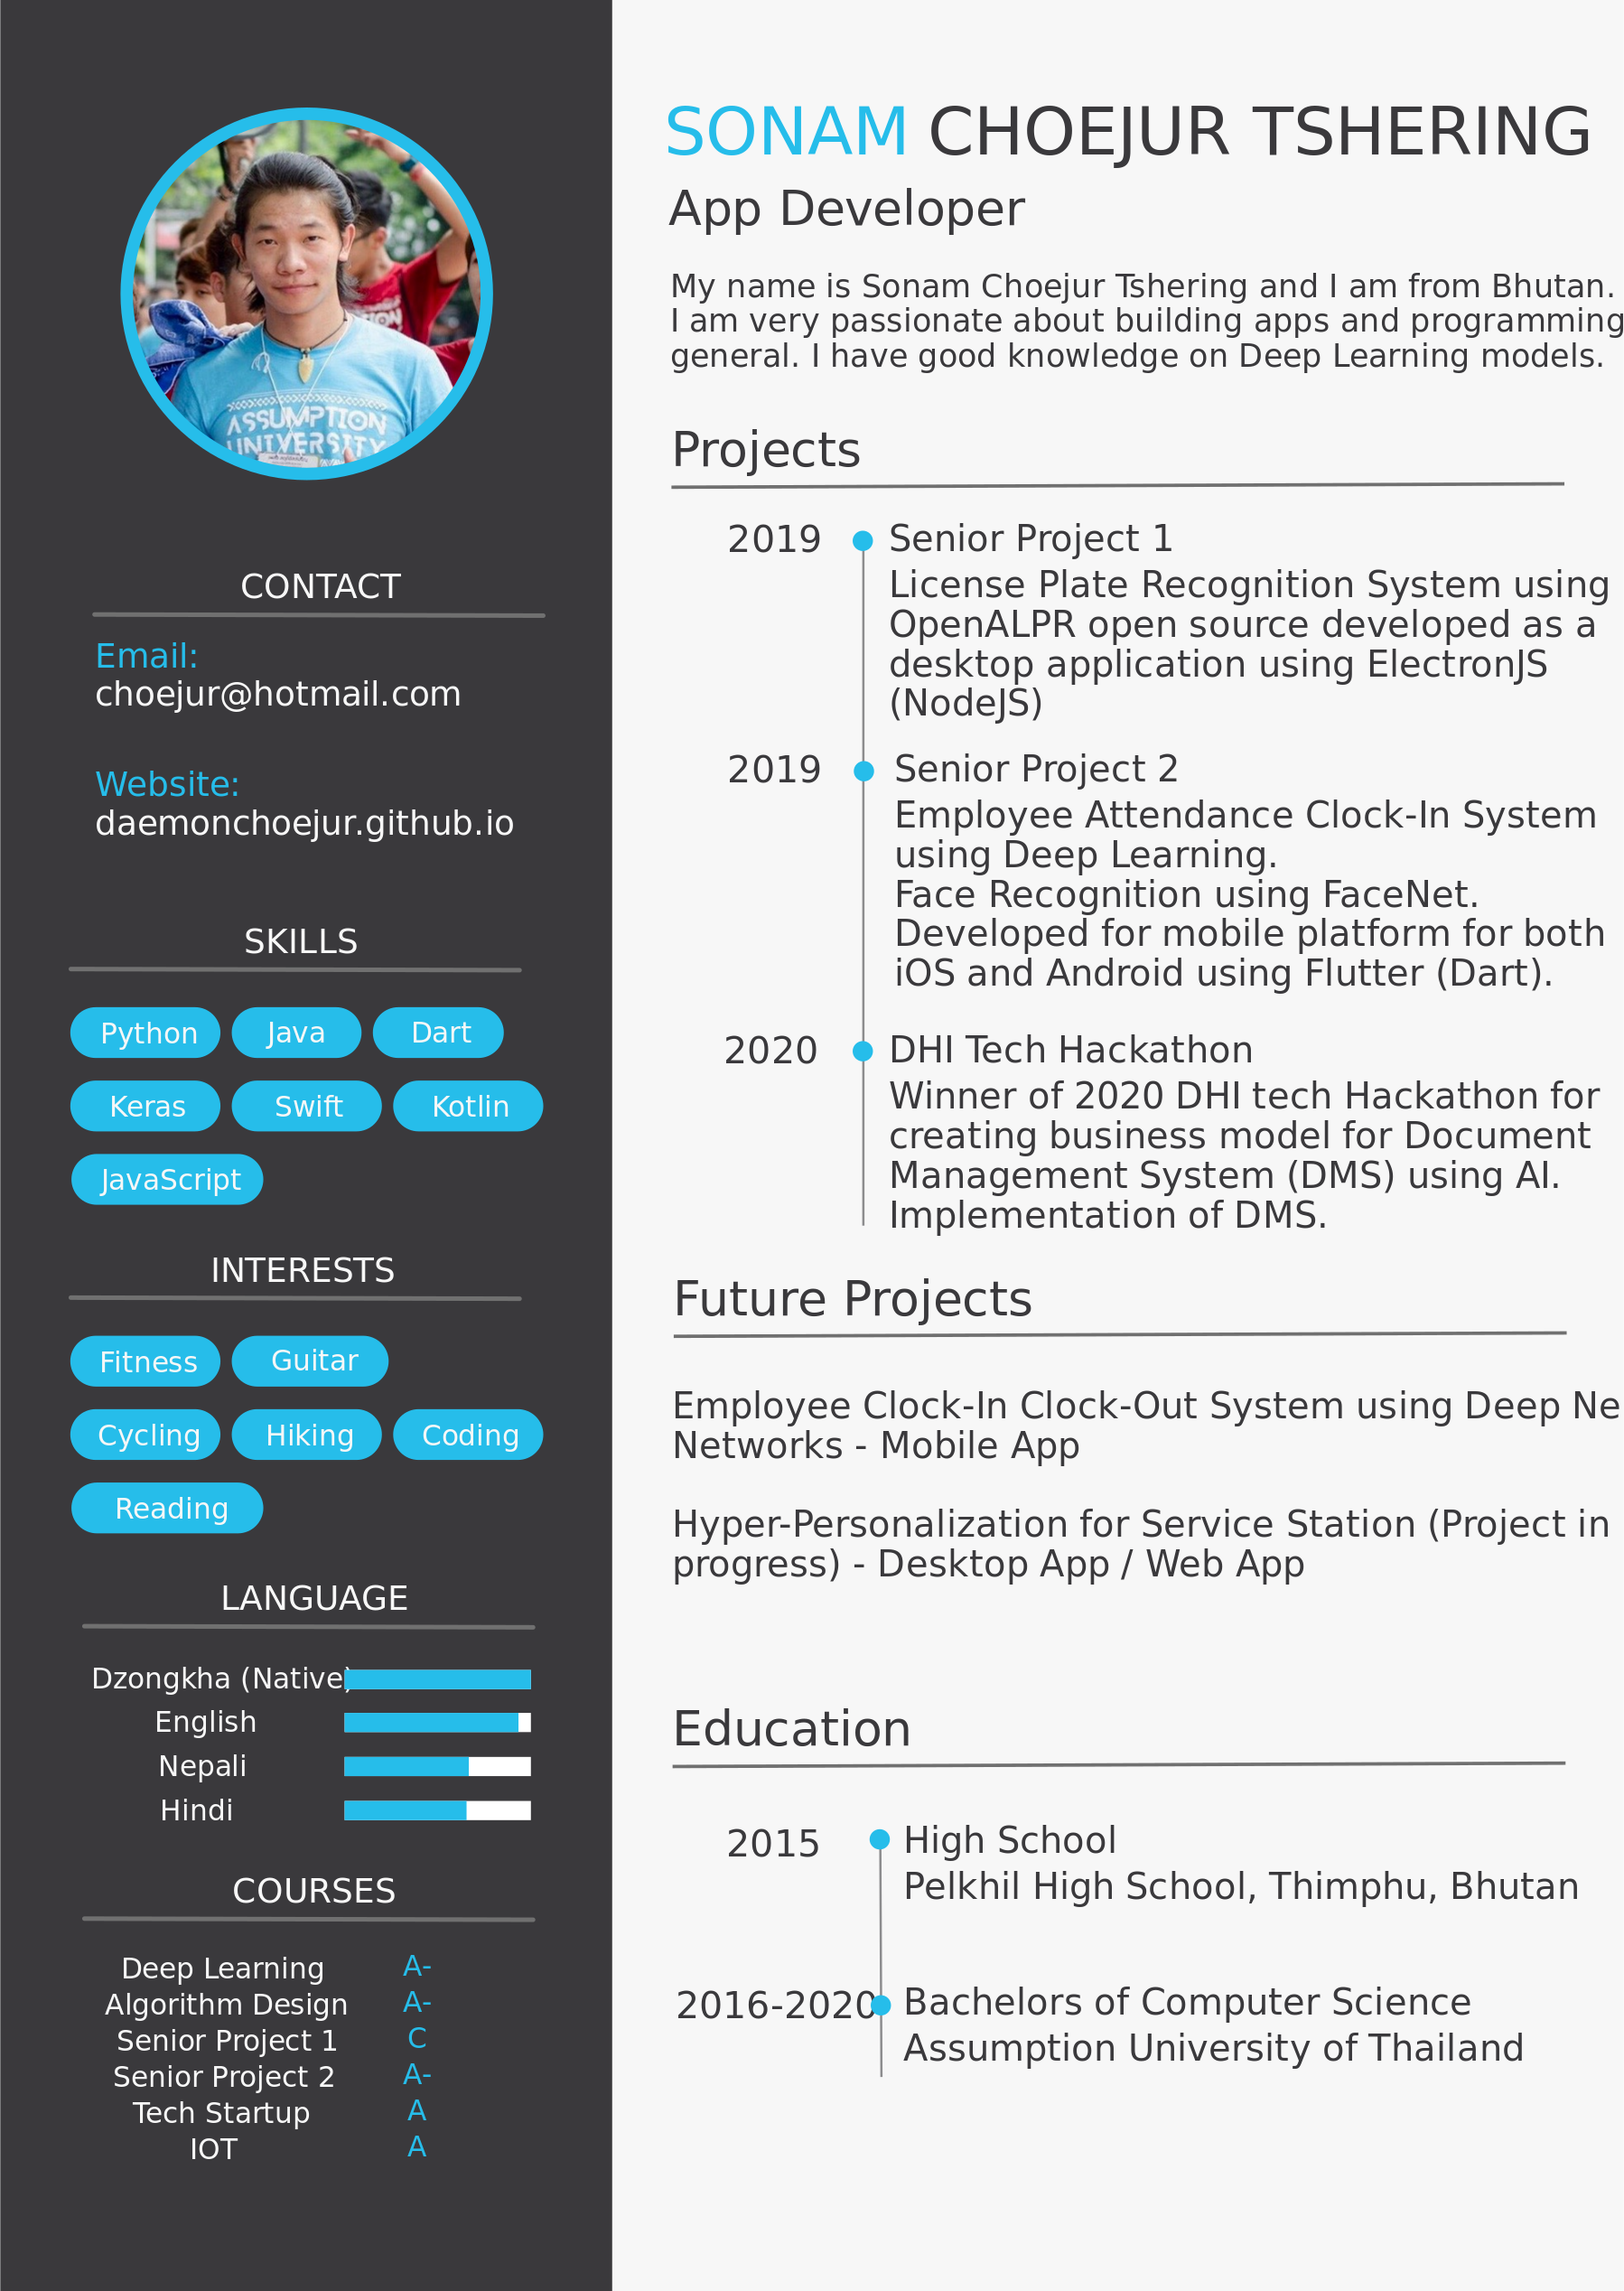 ASSUMPTION
UNIVERSITY
CONTACT
Email:
choejur@hotmail.com
Website:
daemonchoejur.github.io
SKILLS
Python Java Dart
Keras Swift Kotlin
JavaScript
INTERESTS
Fitness Guitar
Cycling Hiking Coding
Reading
LANGUAGE
Dzongkha (Native)
English
Nepali
Hindi
COURSES
Deep Learning A-
Algorithm Design A-
Senior Project 1 C
Senior Project 2 A-
Tech Startup A
IOT A
SONAM CHOEJUR TSHERING
App Developer
My name is Sonam Choejur Tshering and I am from Bhutan.
I am very passionate about building apps and programming
general. I have good knowledge on Deep Learning models.
Projects
2019 Senior Project 1
License Plate Recognition System using
OpenALPR open source developed as a
desktop application using ElectronJS
(NodeJS)
2019 Senior Project 2
Employee Attendance Clock-In System
using Deep Learning.
Face Recognition using FaceNet.
Developed for mobile platform for both
iOS and Android using Flutter (Dart).
2020 DHI Tech Hackathon
Winner of 2020 DHI tech Hackathon for
creating business model for Document
Management System (DMS) using AI.
Implementation of DMS.
Future Projects
Employee Clock-In Clock-Out System using Deep Ne
Networks - Mobile App
Hyper-Personalization for Service Station (Project in
progress) - Desktop App / Web App
Education
2015 High School
Pelkhil High School, Thimphu, Bhutan
2016-2020 Bachelors of Computer Science
Assumption University of Thailand